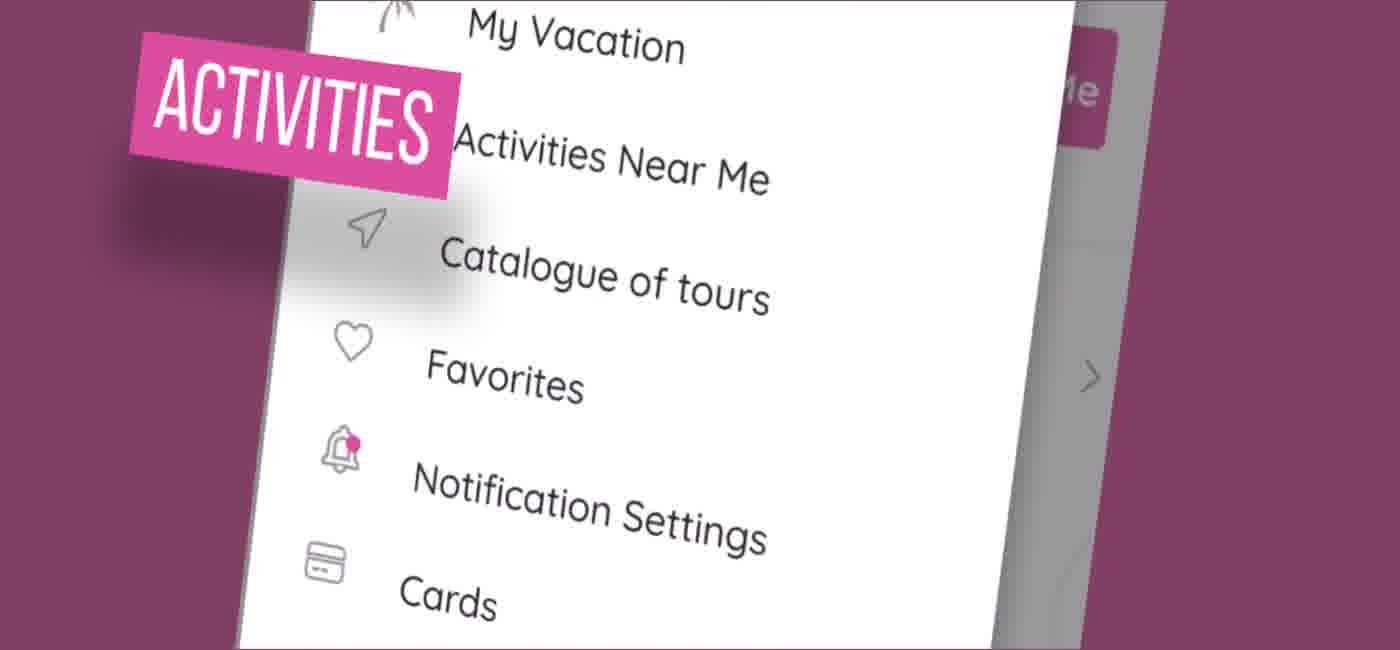 My Vacation
ACTIVITIES
Activities Near Me
Catalogue of tours
Favorites
Notification Settings
Cards